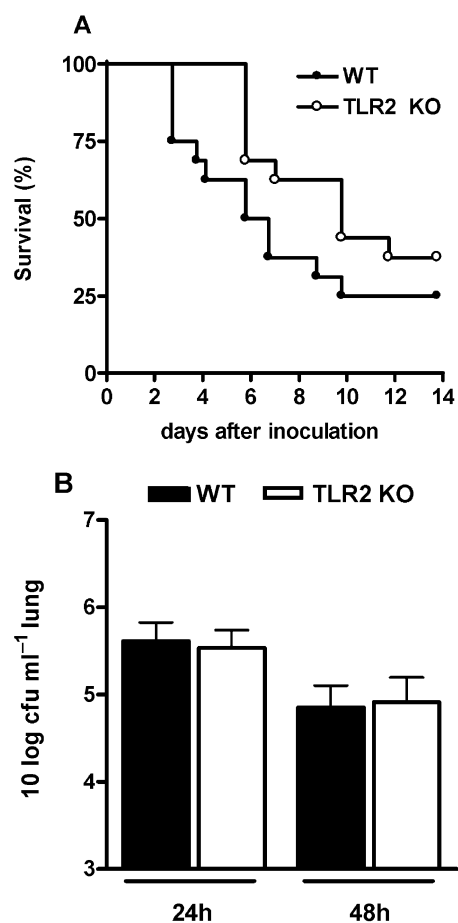 A
WT
TLR2 KO
100
75
50
25
0
Survival (%)
0 2 4 6 8 10 12 14
days after inoculation
B
WT TLR2 KO
7
6
5
4
3
10 log cfu ml⁻¹ lung
24h 48h